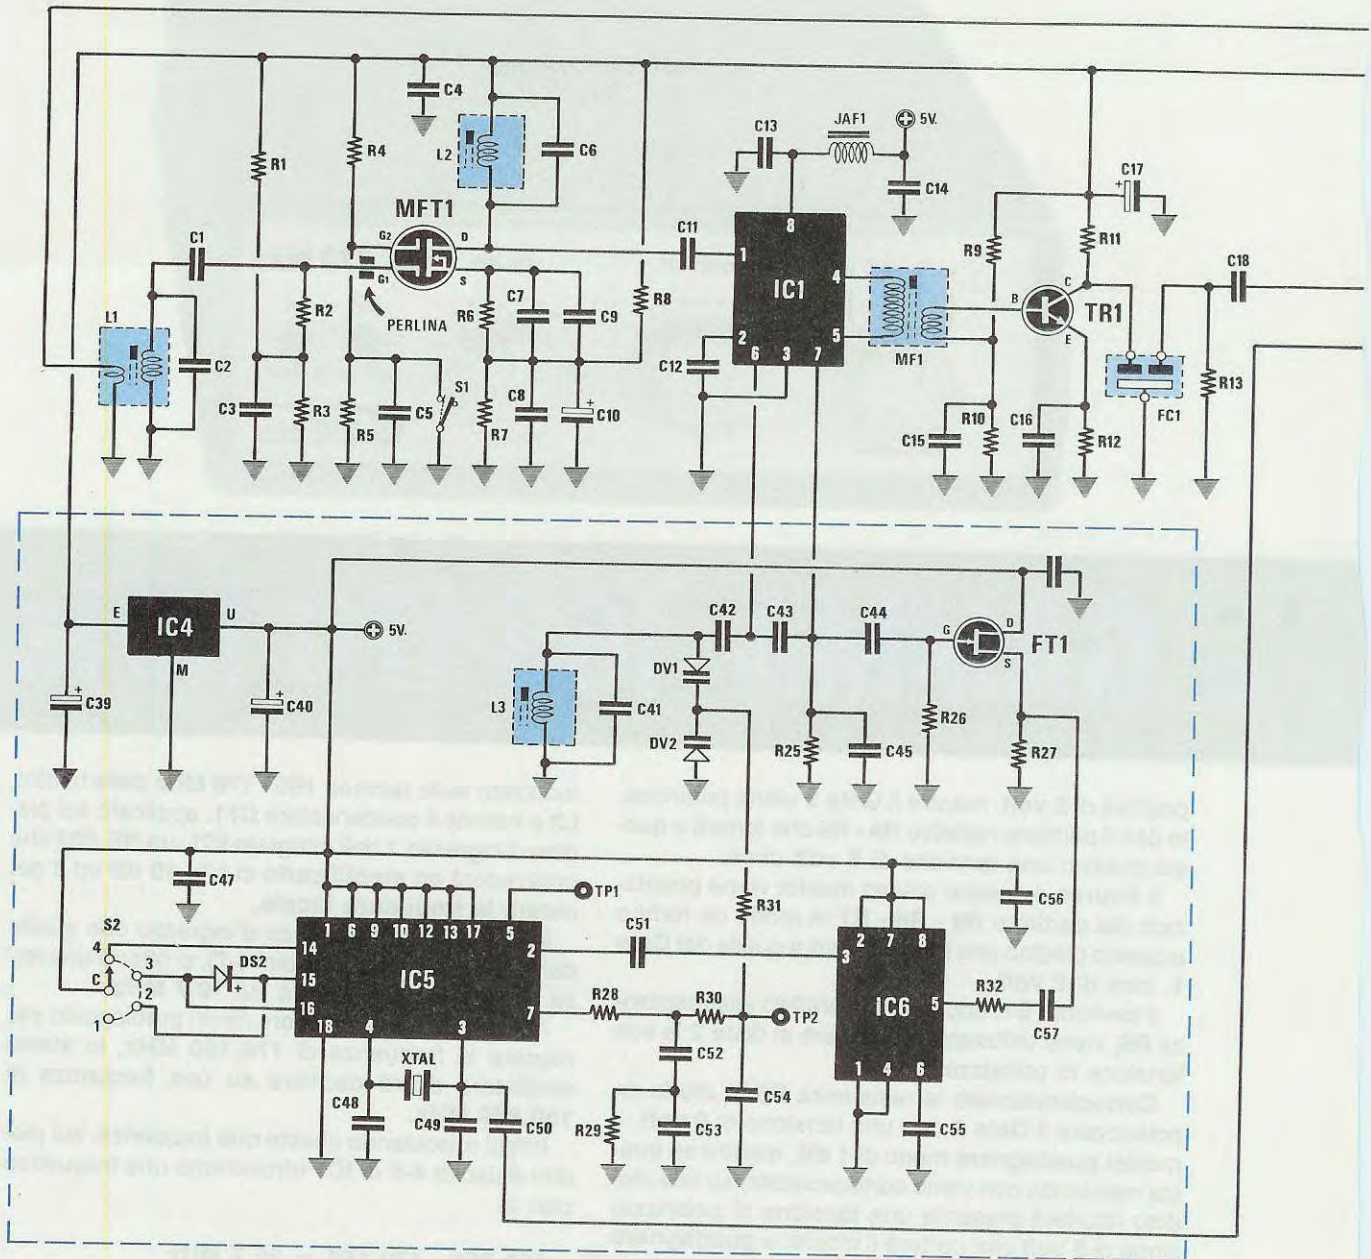 C4
L2
C6
R1
R4
C13
JAF1
5V.
C14
C17
+
MFT1
C1
G2
D
G1
S
C11
1
8
IC1
4
2
5
6
3
7
R9
R11
C18
B
C
E
TR1
MF1
L1
C2
R2
PERLINA
R6
C7
C9
R8
C12
C3
R3
R5
C5
S1
R7
C8
+
C10
C15
R10
C16
R12
FC1
R13
E
IC4
U
M
5V.
+
C39
+
C40
L3
C41
C42
C43
C44
DV1
DV2
G
D
S
FT1
R25
C45
R26
R27
C47
TP1
R31
C56
S2
4
C
3
2
1
DS2
+
1
6
9
10
12
13
17
5
14
2
15
IC5
16
7
18
4
3
C51
2
7
8
3
IC6
5
1
4
6
R32
C57
R28
R30
TP2
XTAL
C48
C49
C50
C52
R29
C53
C54
C55